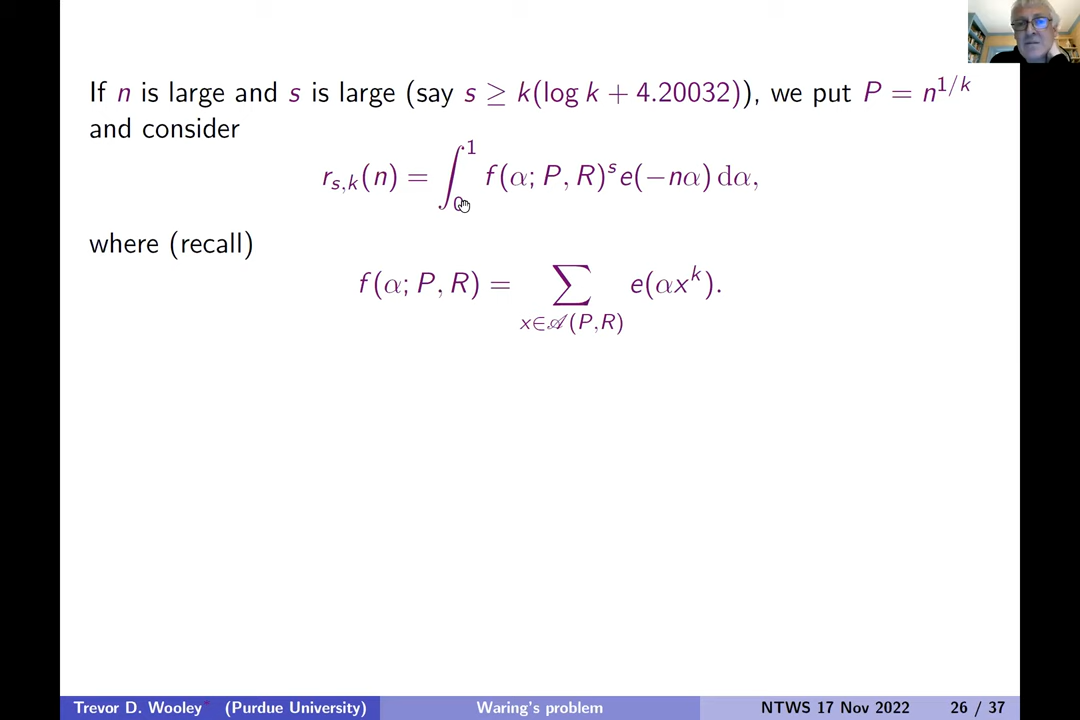 If n is large and s is large (say s ≥ k(log k + 4.20032)), we put P = n^{1/k}
and consider
r_{s,k}(n) = ∫_0^1 f(α; P, R)^s e(−nα) dα,
where (recall)
f(α; P, R) = ∑_{x∈𝒜(P,R)} e(αx^k).
Trevor D. Wooley* (Purdue University) Waring's problem NTWS 17 Nov 2022 26 / 37